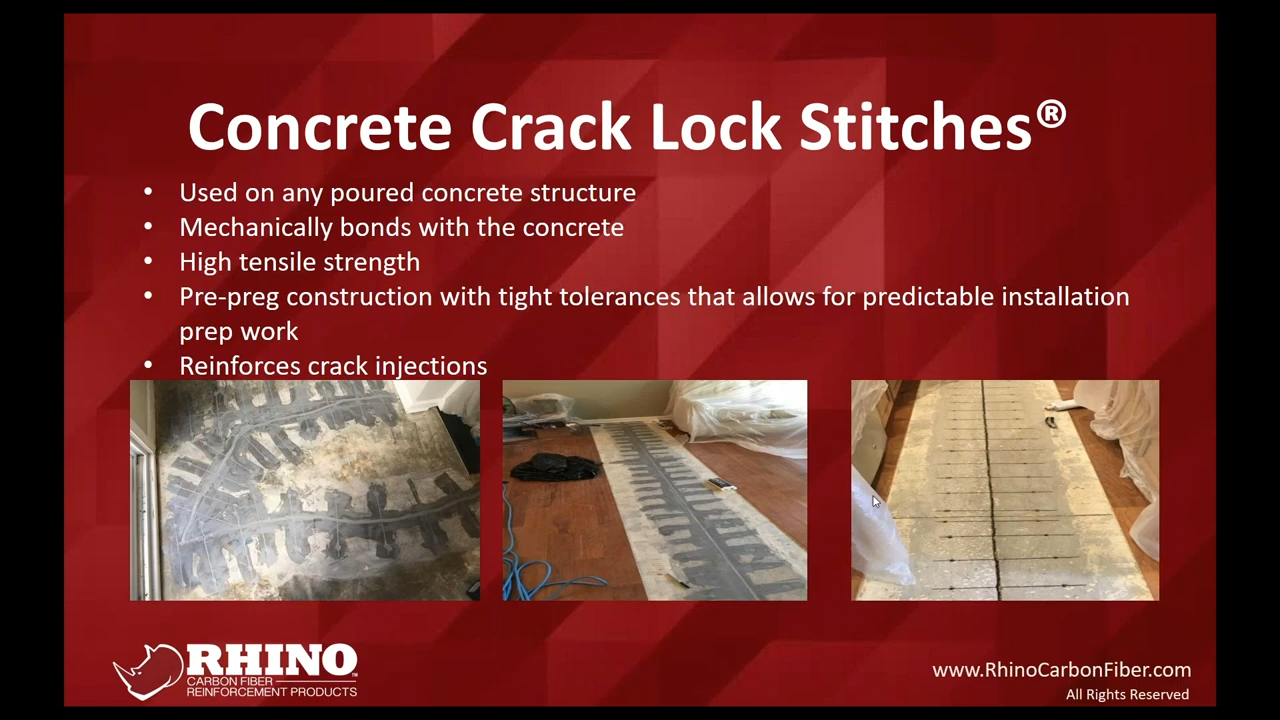 Concrete Crack Lock Stitches®
• Used on any poured concrete structure
• Mechanically bonds with the concrete
• High tensile strength
• Pre-preg construction with tight tolerances that allows for predictable installation
prep work
• Reinforces crack injections
RHINO™
CARBON FIBER
REINFORCEMENT PRODUCTS
www.RhinoCarbonFiber.com
All Rights Reserved